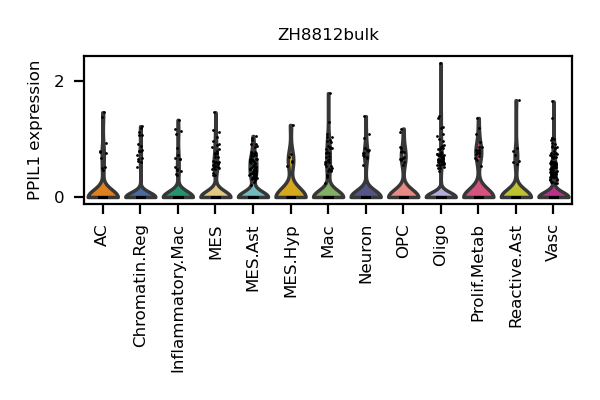 ZH8812bulk
PPIL1 expression
2
0
AC
Chromatin.Reg
Inflammatory.Mac
MES
MES.Ast
MES.Hyp
Mac
Neuron
OPC
Oligo
Prolif.Metab
Reactive.Ast
Vasc